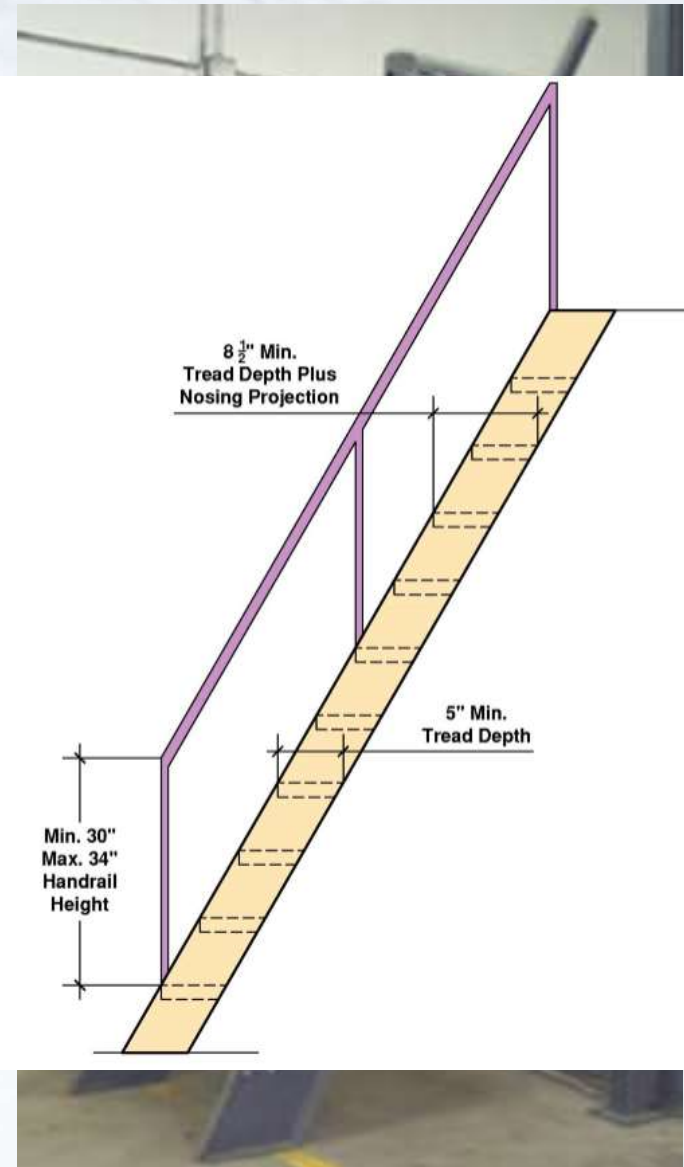 8 1/2" Min.
Tread Depth Plus
Nosing Projection
5" Min.
Tread Depth
Min. 30"
Max. 34"
Handrail
Height